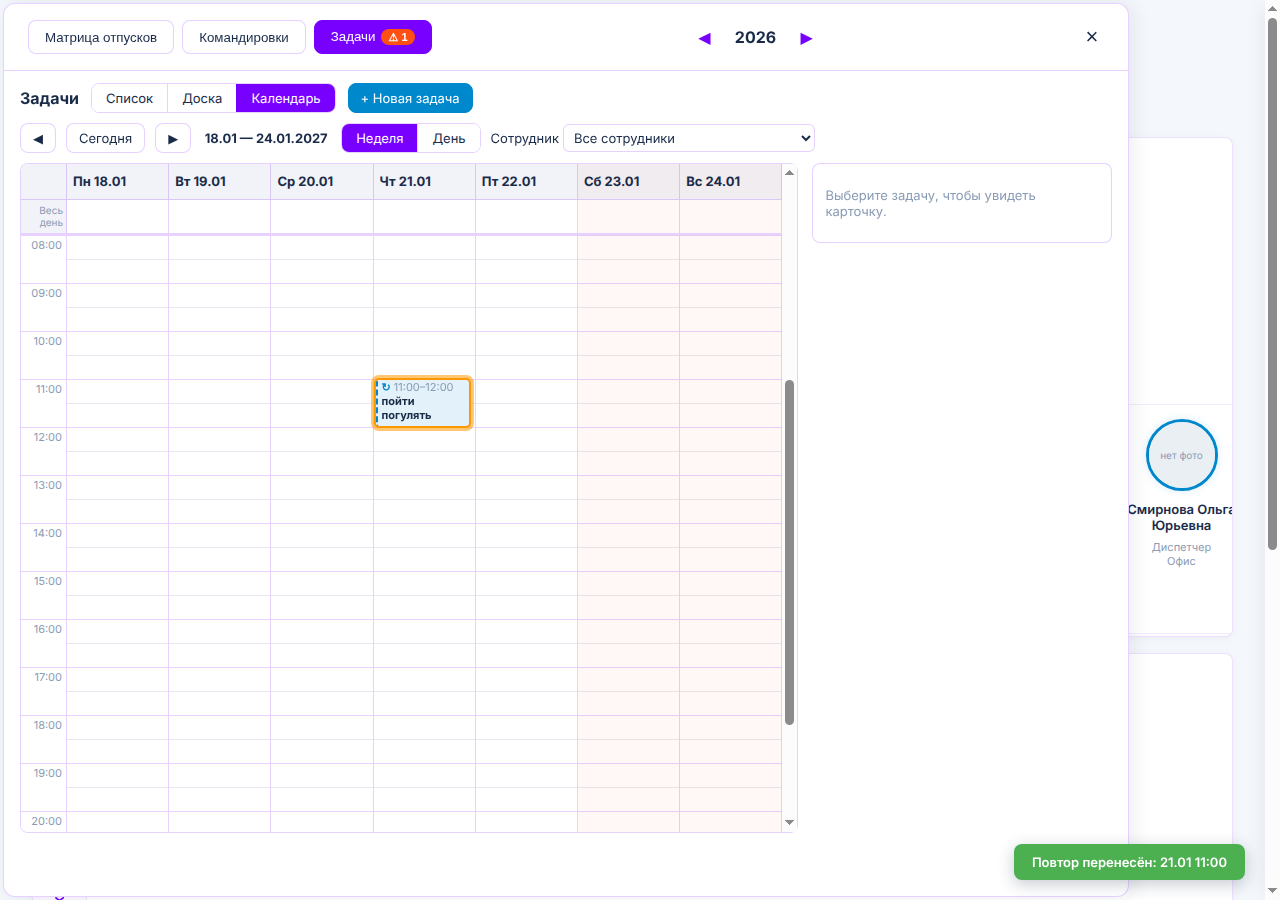 Матрица отпусков
Командировки
Задачи ⚠ 1
◀ 2026 ▶
×
Задачи
Список
Доска
Календарь
+ Новая задача
◀
Сегодня
▶
18.01 — 24.01.2027
Неделя
День
Сотрудник
Все сотрудники
Пн 18.01
Вт 19.01
Ср 20.01
Чт 21.01
Пт 22.01
Сб 23.01
Вс 24.01
Весь
день
08:00
09:00
10:00
11:00
12:00
13:00
14:00
15:00
16:00
17:00
18:00
19:00
20:00
↻ 11:00–12:00
пойти
погулять
Выберите задачу, чтобы увидеть
карточку.
нет фото
Смирнова Ольга
Юрьевна
Диспетчер
Офис
Повтор перенесён: 21.01 11:00